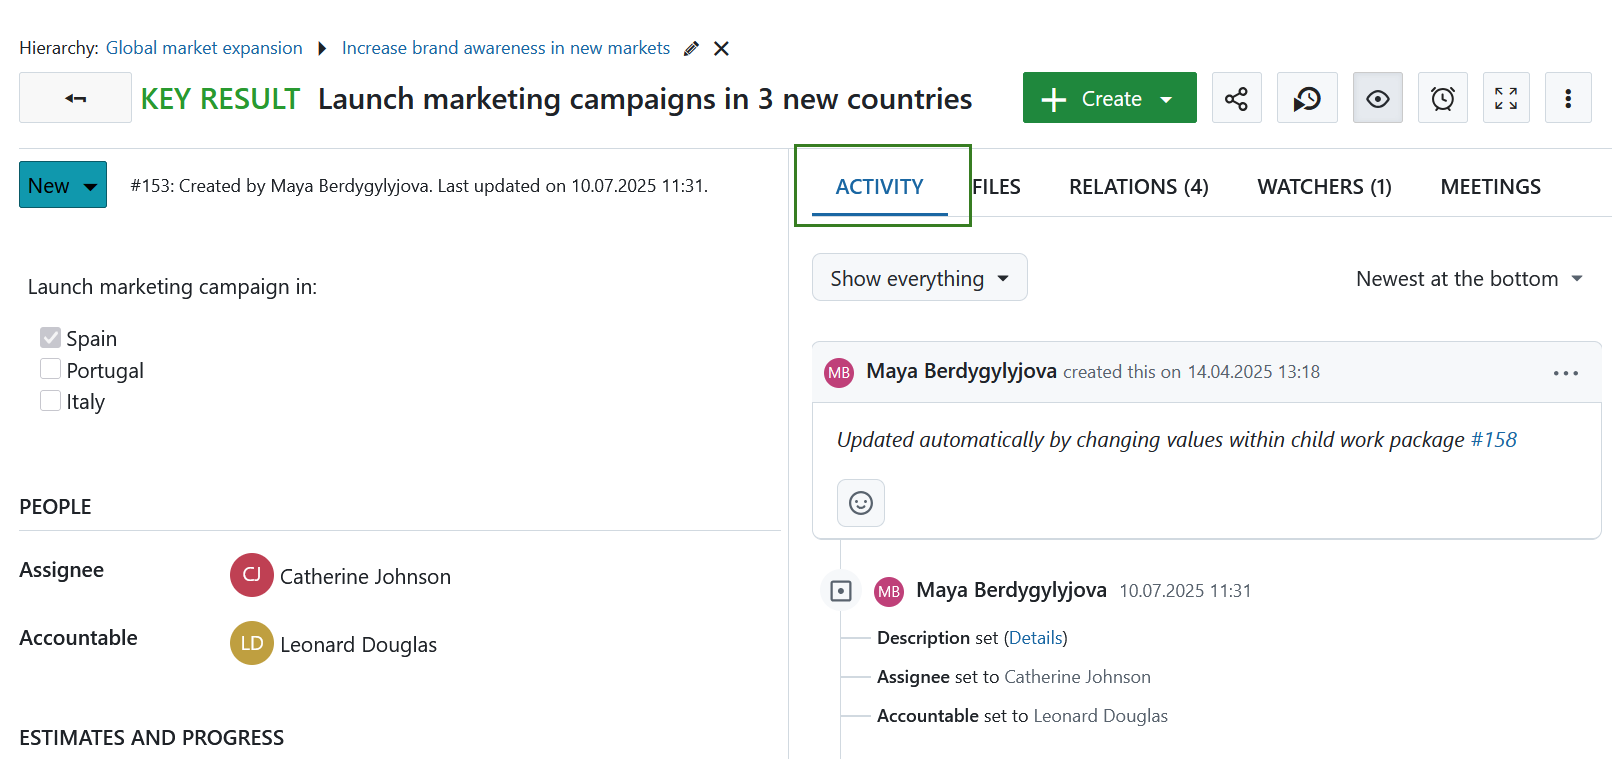 Hierarchy: Global market expansion Increase brand awareness in new markets
KEY RESULT Launch marketing campaigns in 3 new countries
Create
New #153: Created by Maya Berdygylyjova. Last updated on 10.07.2025 11:31.
Launch marketing campaign in:
Spain
Portugal
Italy
PEOPLE
Assignee CJ Catherine Johnson
Accountable LD Leonard Douglas
ESTIMATES AND PROGRESS
ACTIVITY FILES RELATIONS (4) WATCHERS (1) MEETINGS
Show everything Newest at the bottom
MB Maya Berdygylyjova created this on 14.04.2025 13:18
Updated automatically by changing values within child work package #158
MB Maya Berdygylyjova 10.07.2025 11:31
Description set (Details)
Assignee set to Catherine Johnson
Accountable set to Leonard Douglas